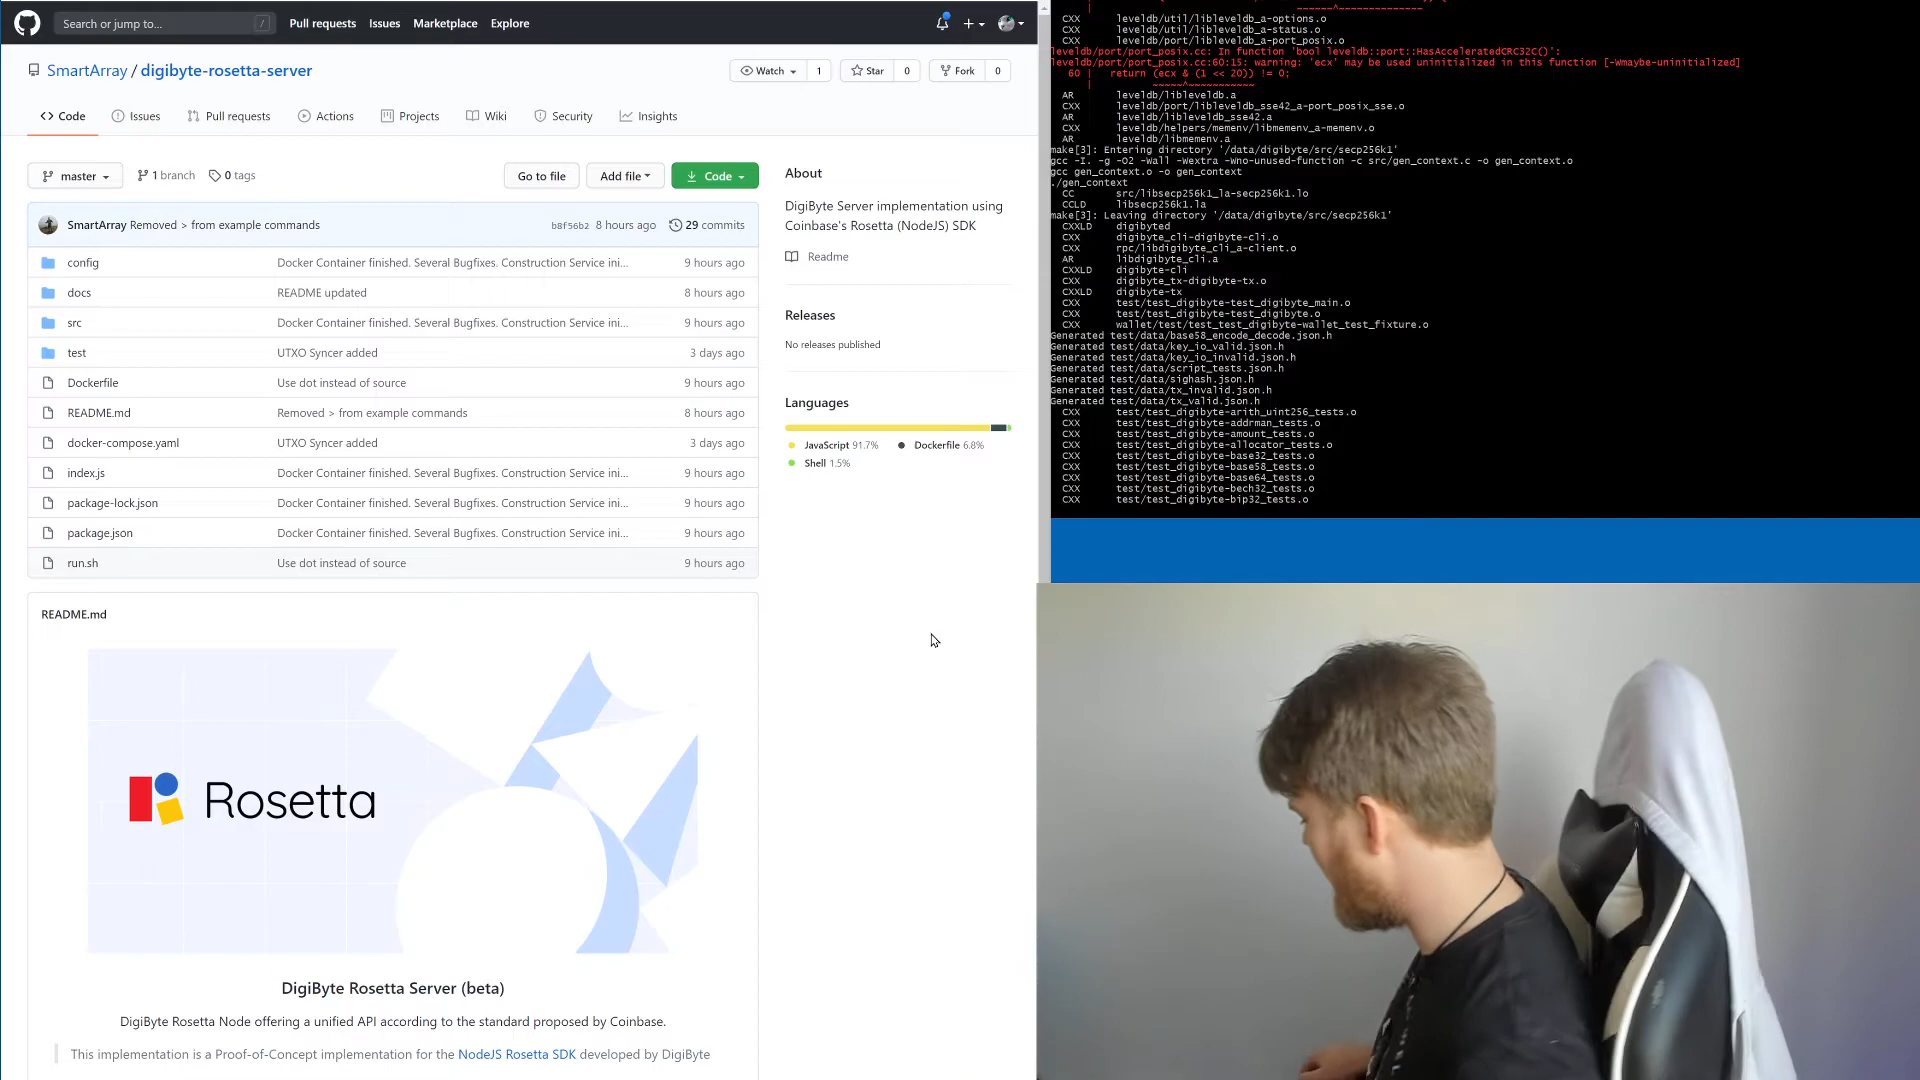 Search or jump to...
/
Pull requests
Issues
Marketplace
Explore
SmartArray / digibyte-rosetta-server
Watch
1
Star
0
Fork
0
Code
Issues
Pull requests
Actions
Projects
Wiki
Security
Insights
master
1 branch
0 tags
Go to file
Add file
Code
SmartArray Removed > from example commands
b8f56b2 8 hours ago
29 commits
config Docker Container finished. Several Bugfixes. Construction Service ini... 9 hours ago
docs README updated 8 hours ago
src Docker Container finished. Several Bugfixes. Construction Service ini... 9 hours ago
test UTXO Syncer added 3 days ago
Dockerfile Use dot instead of source 9 hours ago
README.md Removed > from example commands 8 hours ago
docker-compose.yaml UTXO Syncer added 3 days ago
index.js Docker Container finished. Several Bugfixes. Construction Service ini... 9 hours ago
package-lock.json Docker Container finished. Several Bugfixes. Construction Service ini... 9 hours ago
package.json Docker Container finished. Several Bugfixes. Construction Service ini... 9 hours ago
run.sh Use dot instead of source 9 hours ago
README.md
Rosetta
DigiByte Rosetta Server (beta)
DigiByte Rosetta Node offering a unified API according to the standard proposed by Coinbase.
This implementation is a Proof-of-Concept implementation for the NodeJS Rosetta SDK developed by DigiByte
About
DigiByte Server implementation using
Coinbase's Rosetta (NodeJS) SDK
Readme
Releases
No releases published
Languages
JavaScript 91.7%
Dockerfile 6.8%
Shell 1.5%
CXX leveldb/util/libleveldb_a-options.o
CXX leveldb/util/libleveldb_a-status.o
CXX leveldb/port/libleveldb_a-port_posix.o
leveldb/port/port_posix.cc: In function 'bool leveldb::port::HasAcceleratedCRC32C()':
leveldb/port/port_posix.cc:60:15: warning: 'ecx' may be used uninitialized in this function [-Wmaybe-uninitialized]
60 | return (ecx & (1 << 20)) != 0;
| ~~~~~^~~~~~~~~~~~
AR leveldb/libleveldb.a
CXX leveldb/port/libleveldb_sse42_a-port_posix_sse.o
AR leveldb/libleveldb_sse42.a
CXX leveldb/helpers/memenv/libmemenv_a-memenv.o
AR leveldb/libmemenv.a
make[3]: Entering directory '/data/digibyte/src/secp256k1'
gcc -I. -g -O2 -Wall -Wextra -Wno-unused-function -c src/gen_context.c -o gen_context.o
gcc gen_context.o -o gen_context
./gen_context
CC src/libsecp256k1_la-secp256k1.lo
CCLD libsecp256k1.la
make[3]: Leaving directory '/data/digibyte/src/secp256k1'
CXXLD digibyted
CXX digibyte_cli-digibyte-cli.o
CXX rpc/libdigibyte_cli_a-client.o
AR libdigibyte_cli.a
CXXLD digibyte-cli
CXX digibyte_tx-digibyte-tx.o
CXXLD digibyte-tx
CXX test/test_digibyte-test_digibyte_main.o
CXX test/test_digibyte-test_digibyte.o
CXX wallet/test/test_test_digibyte-wallet_test_fixture.o
Generated test/data/base58_encode_decode.json.h
Generated test/data/key_io_valid.json.h
Generated test/data/key_io_invalid.json.h
Generated test/data/script_tests.json.h
Generated test/data/sighash.json.h
Generated test/data/tx_invalid.json.h
Generated test/data/tx_valid.json.h
CXX test/test_digibyte-arith_uint256_tests.o
CXX test/test_digibyte-addrman_tests.o
CXX test/test_digibyte-amount_tests.o
CXX test/test_digibyte-allocator_tests.o
CXX test/test_digibyte-base32_tests.o
CXX test/test_digibyte-base58_tests.o
CXX test/test_digibyte-base64_tests.o
CXX test/test_digibyte-bech32_tests.o
CXX test/test_digibyte-bip32_tests.o